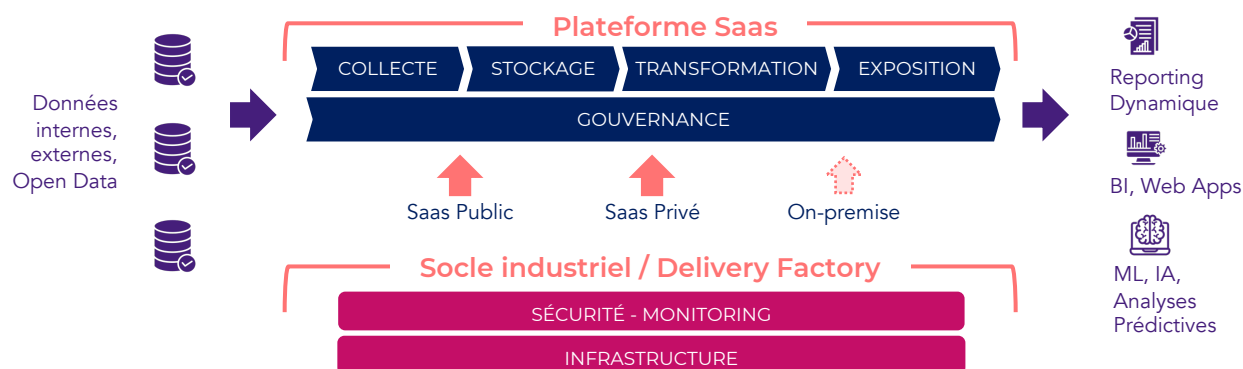 Plateforme Saas
COLLECTE
STOCKAGE
TRANSFORMATION
EXPOSITION
GOUVERNANCE
Données
internes,
externes,
Open Data
Saas Public
Saas Privé
On-premise
Reporting
Dynamique
BI, Web Apps
ML, IA,
Analyses
Prédictives
Socle industriel / Delivery Factory
SÉCURITÉ - MONITORING
INFRASTRUCTURE